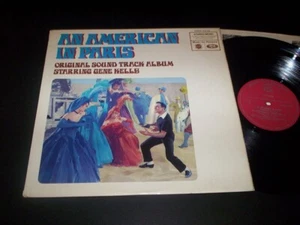 AN AMERICAN
IN PARIS
ORIGINAL SOUND TRACK ALBUM
STARRING GENE KELLY